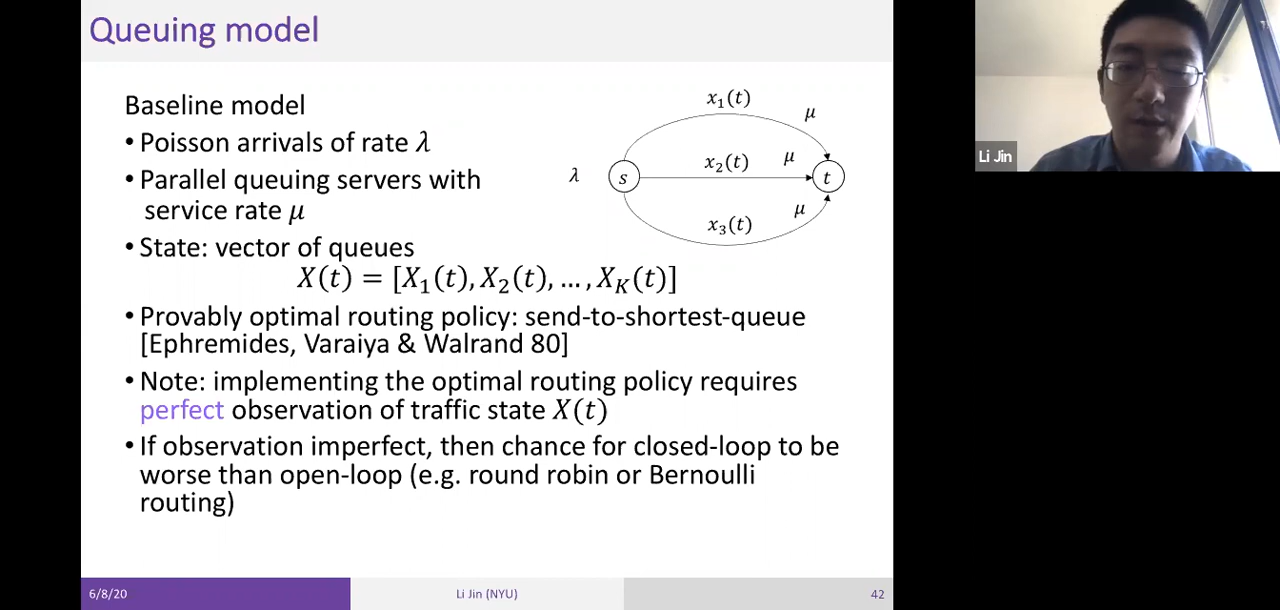 Queuing model
Baseline model
• Poisson arrivals of rate λ
• Parallel queuing servers with
service rate μ
• State: vector of queues
X(t) = [X₁(t), X₂(t), … , X_K(t)]
• Provably optimal routing policy: send-to-shortest-queue
[Ephremides, Varaiya & Walrand 80]
• Note: implementing the optimal routing policy requires
perfect observation of traffic state X(t)
• If observation imperfect, then chance for closed-loop to be
worse than open-loop (e.g. round robin or Bernoulli
routing)
x₁(t)
μ
x₂(t)
μ
λ
s
t
μ
x₃(t)
6/8/20
Li Jin (NYU)
42
Li Jin